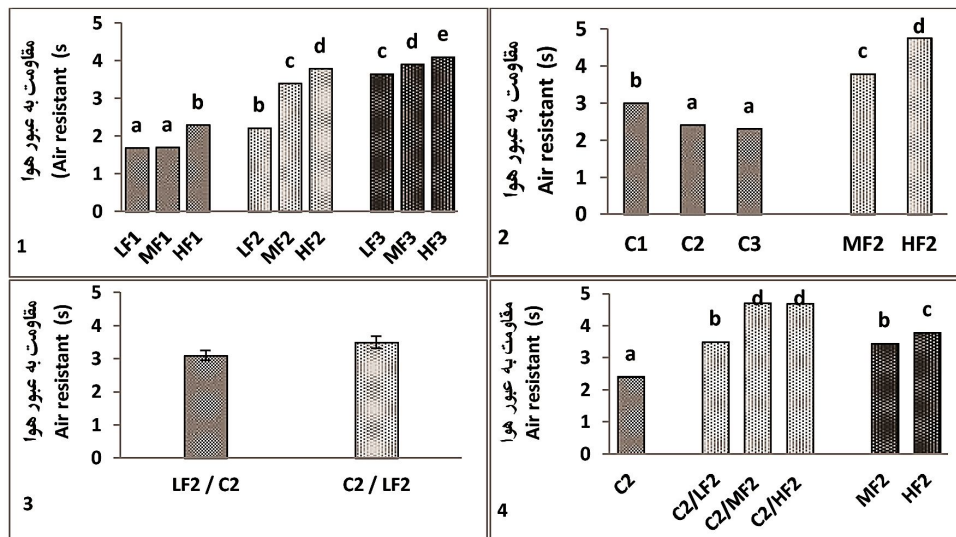 مقاومت به عبور هوا
(Air resistant (s
5
4
3
2
1
0
a
a
b
b
c
d
c
d
e
LF1
MF1
HF1
LF2
MF2
HF2
LF3
MF3
HF3
1
مقاومت به عبور هوا
Air resistant (s)
5
4
3
2
1
0
b
a
a
c
d
C1
C2
C3
MF2
HF2
2
مقاومت به عبور هوا
Air resistant (s)
5
4
3
2
1
0
LF2 / C2
C2 / LF2
3
مقاومت به عبور هوا
Air resistant (s)
5
4
3
2
1
0
a
b
d
d
b
c
C2
C2/LF2
C2/MF2
C2/HF2
MF2
HF2
4